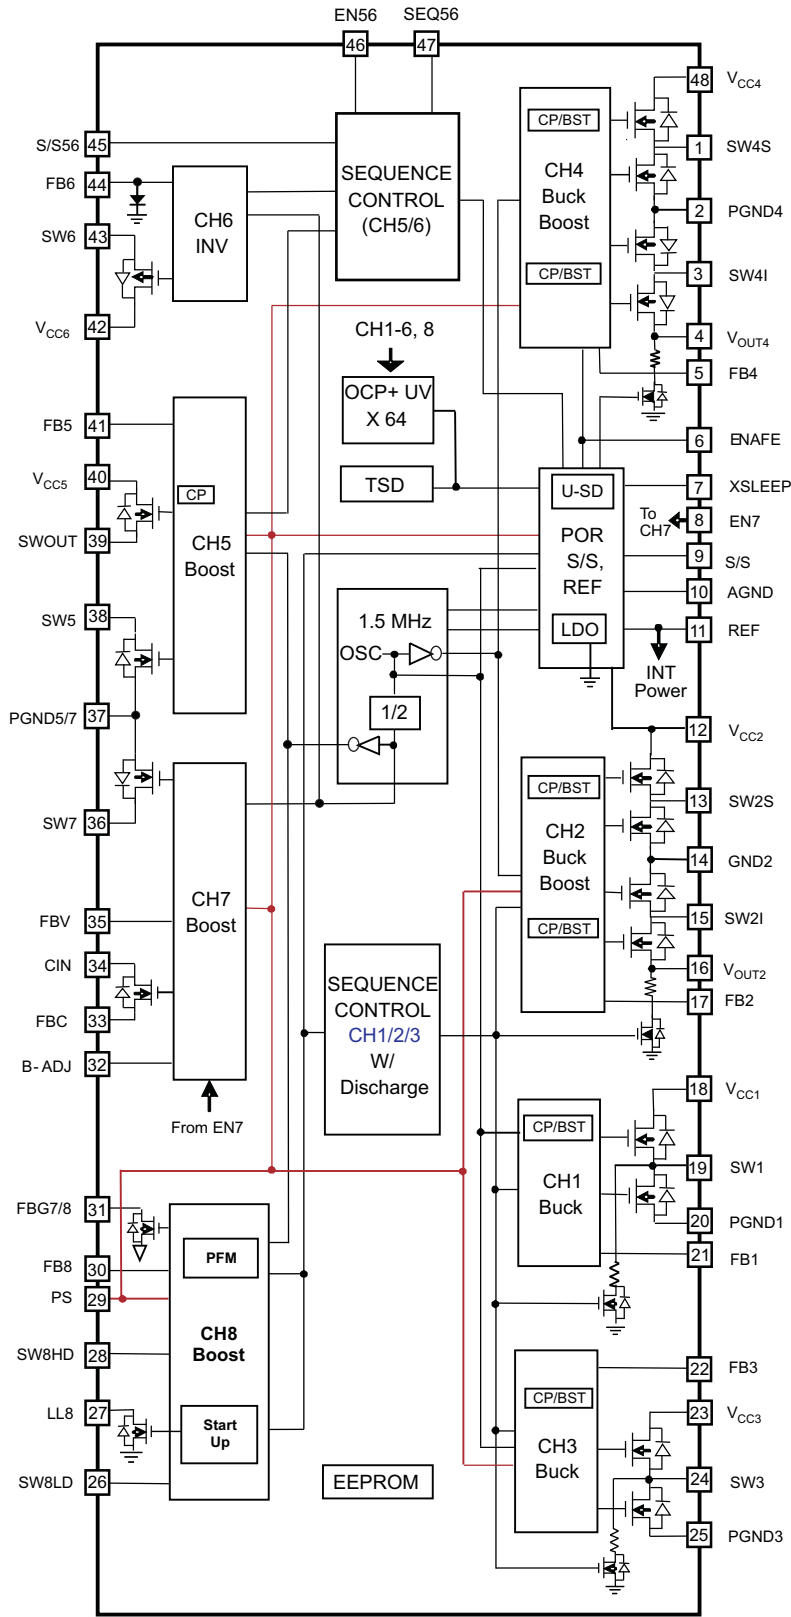 EN56
SEQ56
46
47
S/S56
45
FB6
44
SW6
43
VCC6
42
CH6
INV
SEQUENCE
CONTROL
(CH5/6)
CP/BST
CH4
Buck
Boost
CP/BST
48
VCC4
1
SW4S
2
PGND4
3
SW4I
4
VOUT4
5
FB4
6
ENAFE
7
XSLEEP
To
CH7
8
EN7
9
S/S
10
AGND
11
REF
INT
Power
CH1-6, 8
OCP+ UV
X 64
TSD
U-SD
POR
S/S,
REF
LDO
FB5
41
VCC5
40
SWOUT
39
SW5
38
PGND5/7
37
SW7
36
CP
CH5
Boost
1.5 MHz
OSC
1/2
12
VCC2
13
SW2S
14
GND2
15
SW2I
16
VOUT2
17
FB2
CP/BST
CH2
Buck
Boost
CP/BST
CH7
Boost
FBV
35
CIN
34
FBC
33
B-ADJ
32
From EN7
SEQUENCE
CONTROL
CH1/2/3
W/
Discharge
CP/BST
CH1
Buck
18
VCC1
19
SW1
20
PGND1
21
FB1
FBG7/8
31
FB8
30
PS
29
SW8HD
28
LL8
27
SW8LD
26
PFM
CH8
Boost
Start
Up
EEPROM
CP/BST
CH3
Buck
22
FB3
23
VCC3
24
SW3
25
PGND3